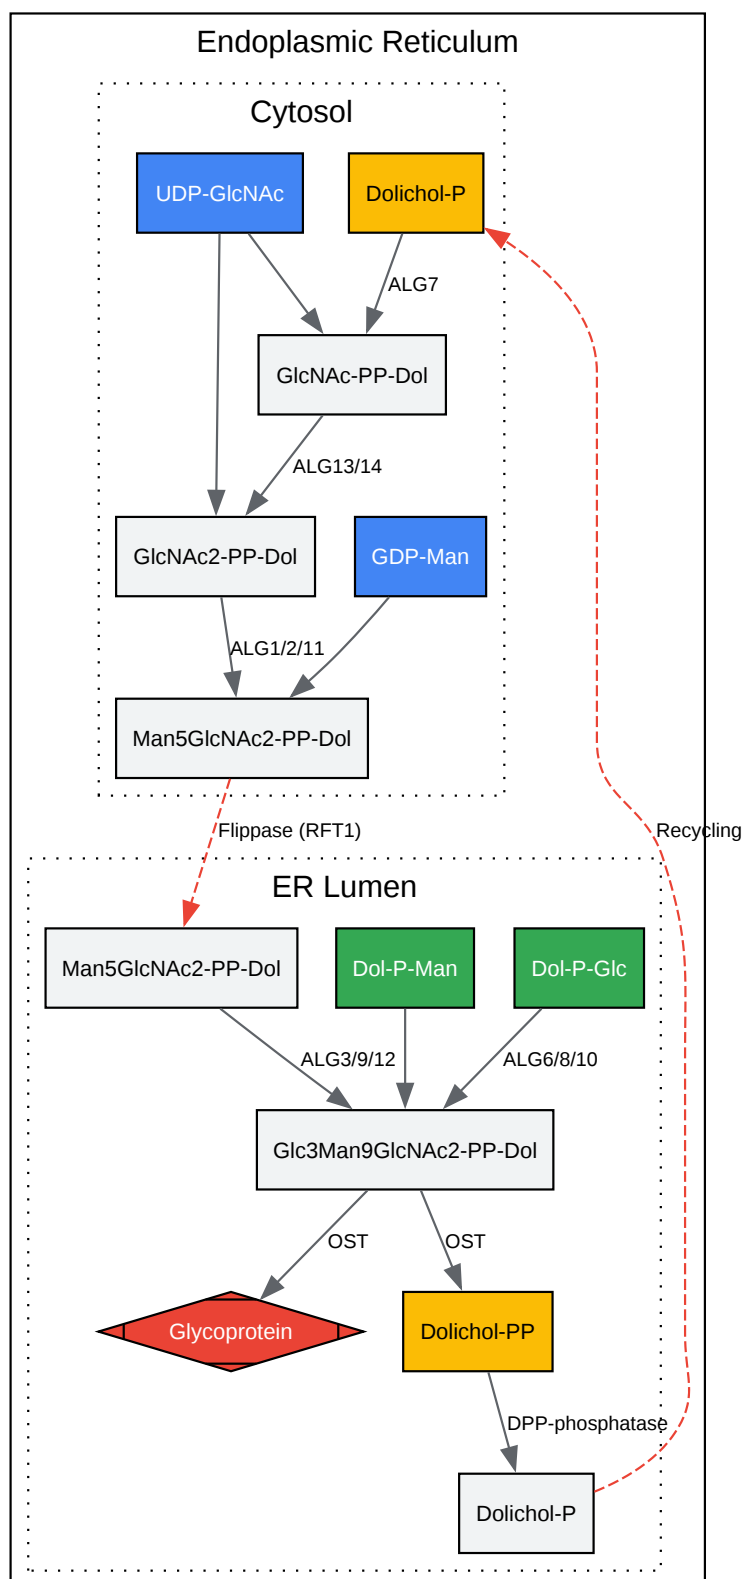 Endoplasmic Reticulum
Cytosol
UDP-GlcNAc
Dolichol-P
ALG7
GlcNAc-PP-Dol
ALG13/14
GlcNAc2-PP-Dol
GDP-Man
ALG1/2/11
Man5GlcNAc2-PP-Dol
Flippase (RFT1)
Recycling
ER Lumen
Man5GlcNAc2-PP-Dol
Dol-P-Man
Dol-P-Glc
ALG3/9/12
ALG6/8/10
Glc3Man9GlcNAc2-PP-Dol
OST
OST
Glycoprotein
Dolichol-PP
DPP-phosphatase
Dolichol-P